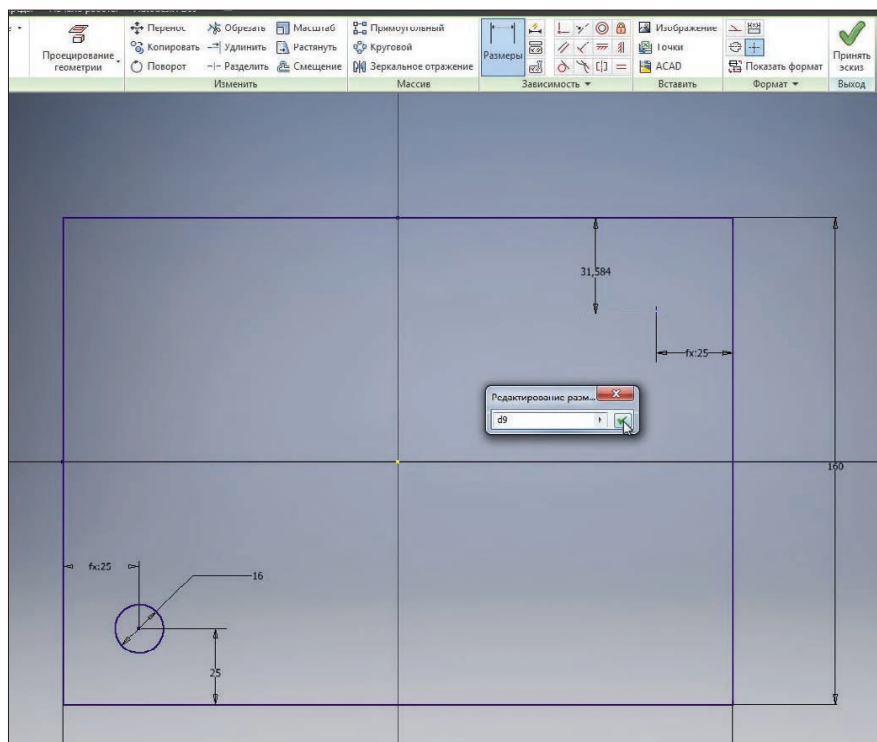 Перенос Обрезать Масштаб Прямоугольный Изображение
Проецирование геометрии Копировать Удлинить Растянуть Круговой Размеры Точки Принять эскиз
Поворот Разделить Смещение Зеркальное отражение ACAD Показать формат
Изменить Массив Зависимость Вставить Формат Выход
31,584
fx:25
Редактирование разм...
d9
160
fx:25
16
25